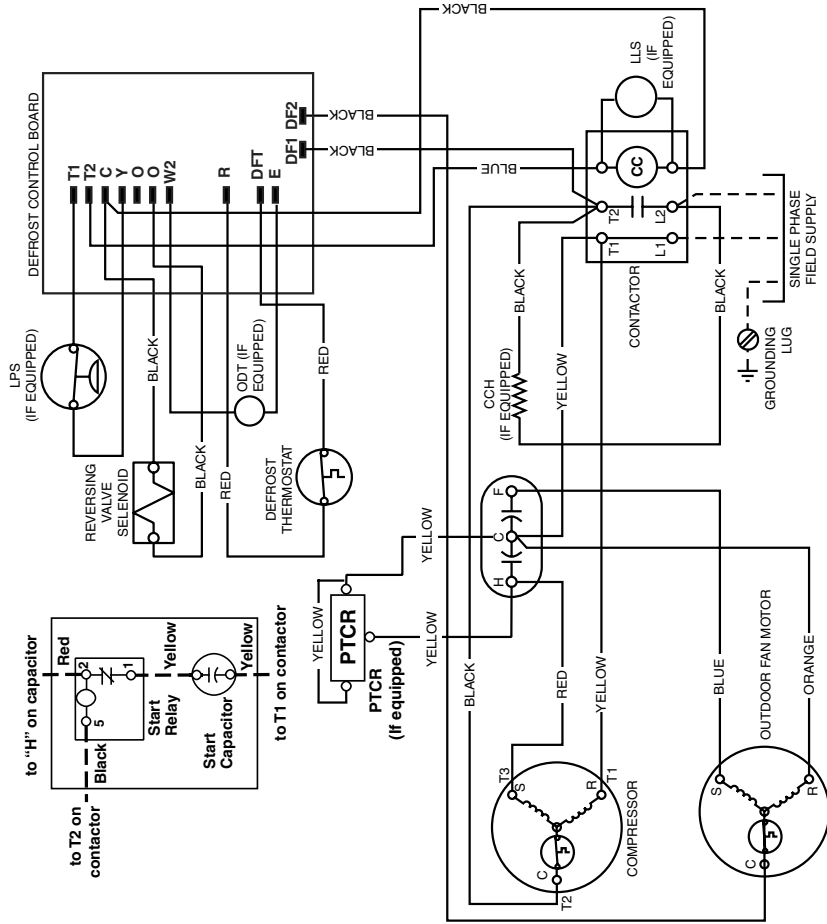 DEFROST CONTROL BOARD
T1
T2
C
Y
O
O
W2
R
DFT
E
DF1
DF2
BLACK
BLACK
BLACK
BLUE
LPS
(IF EQUIPPED)
REVERSING
VALVE
SELENOID
BLACK
BLACK
ODT (IF
EQUIPPED)
RED
RED
DEFROST
THERMOSTAT
LLS
(IF
EQUIPPED)
CC
T2
L2
T1
L1
CONTACTOR
SINGLE PHASE
FIELD SUPPLY
GROUNDING
LUG
BLACK
BLACK
CCH
(IF EQUIPPED)
YELLOW
H
C
F
to "H" on capacitor
Red
2
1
5
Black
Start
Relay
Yellow
Start
Capacitor
Yellow
to T1 on contactor
to T2 on
contactor
YELLOW
PTCR
PTCR
(If equipped)
YELLOW
YELLOW
BLACK
RED
YELLOW
T3
S
R
T1
C
T2
COMPRESSOR
BLUE
ORANGE
OUTDOOR FAN MOTOR
S
R
C